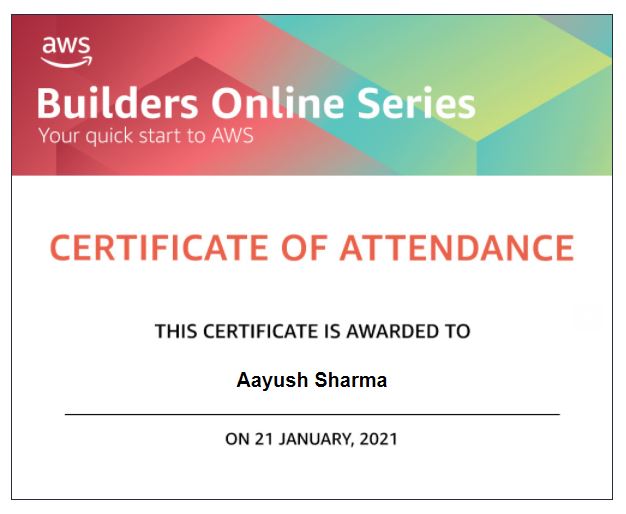 aws
Builders Online Series
Your quick start to AWS
CERTIFICATE OF ATTENDANCE
THIS CERTIFICATE IS AWARDED TO
Aayush Sharma
ON 21 JANUARY, 2021